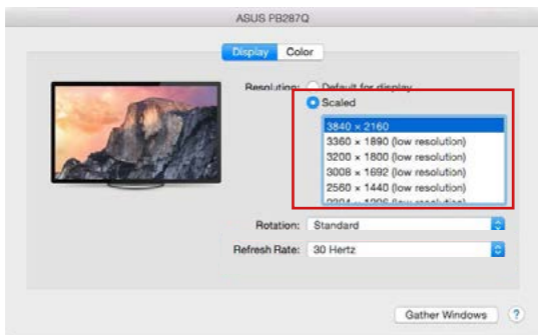 ASUS PB287Q
Display Color
Resolution: Default for display
Scaled
3840 × 2160
3360 × 1890 (low resolution)
3200 × 1800 (low resolution)
3008 × 1692 (low resolution)
2560 × 1440 (low resolution)
Rotation: Standard
Refresh Rate: 30 Hertz
Gather Windows ?